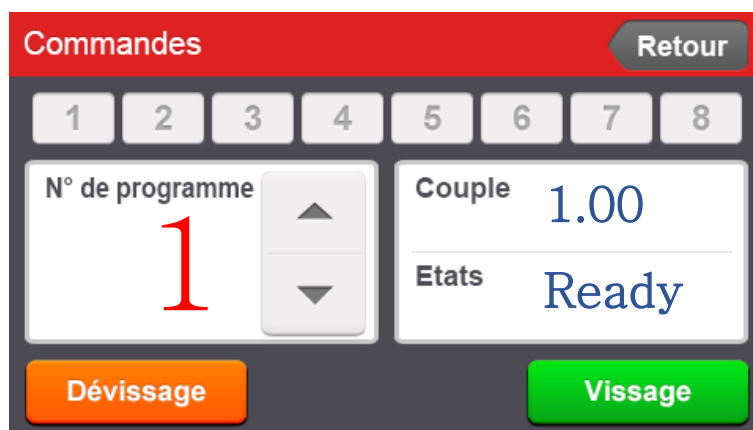 Commandes
Retour
1 2 3 4 5 6 7 8
N° de programme
1
Couple 1.00
Etats Ready
Dévissage
Vissage